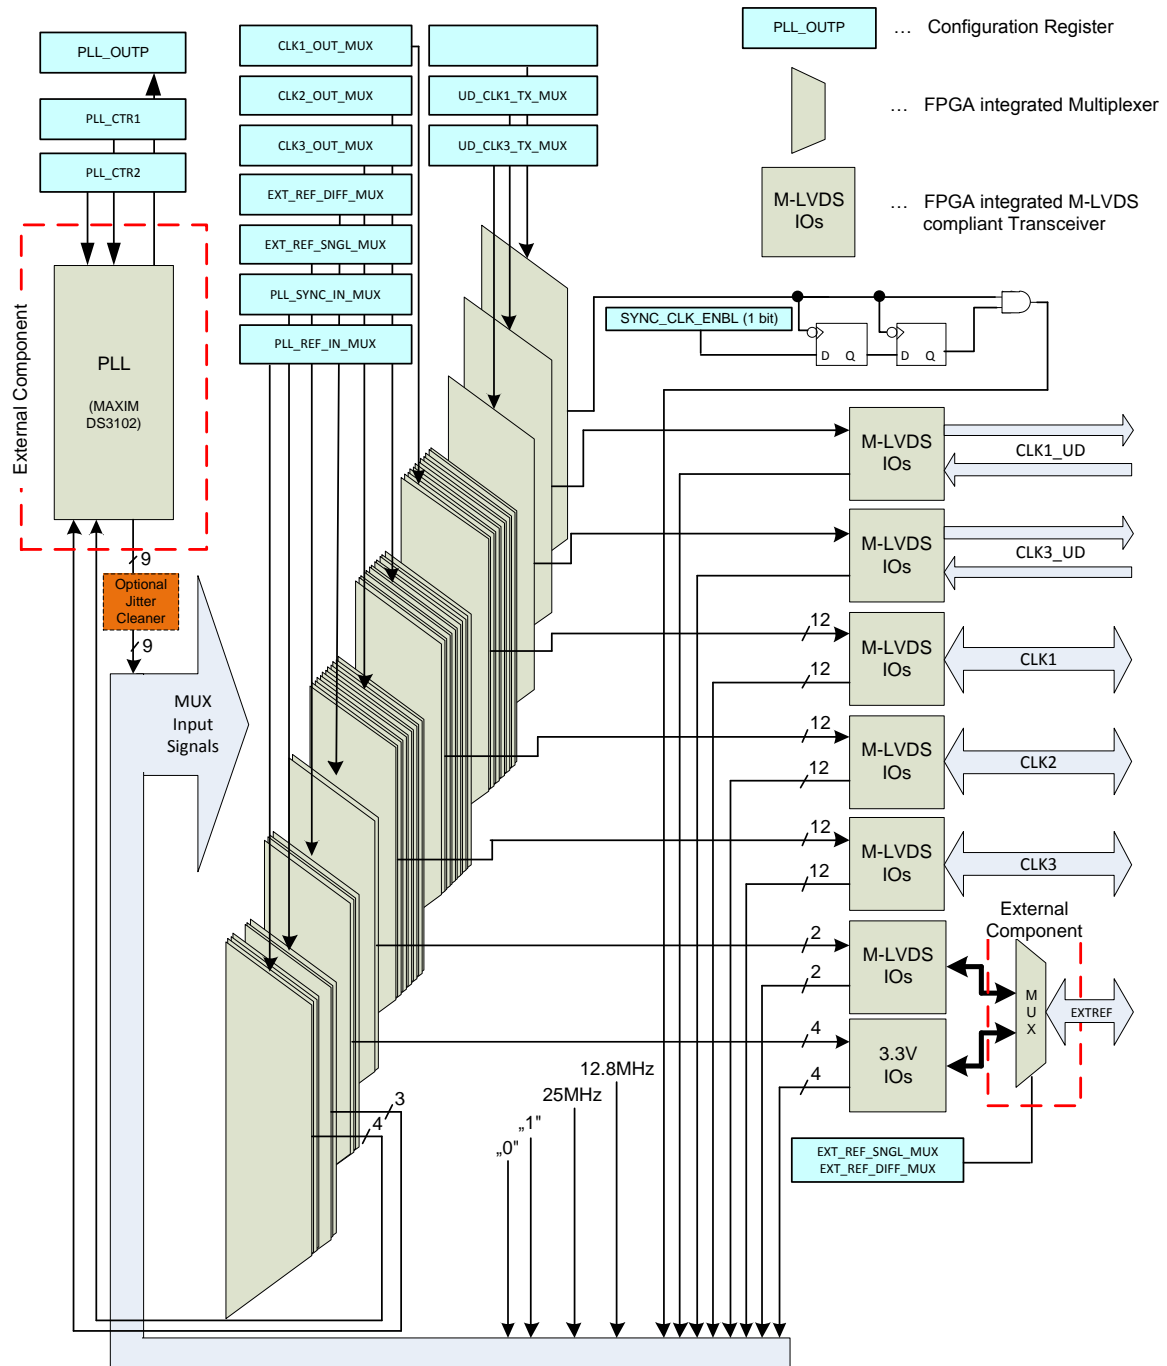 PLL_OUTP
PLL_CTR1
PLL_CTR2
CLK1_OUT_MUX
CLK2_OUT_MUX
CLK3_OUT_MUX
EXT_REF_DIFF_MUX
EXT_REF_SNGL_MUX
PLL_SYNC_IN_MUX
PLL_REF_IN_MUX
UD_CLK1_TX_MUX
UD_CLK3_TX_MUX
PLL_OUTP
... Configuration Register
... FPGA integrated Multiplexer
M-LVDS
IOs
... FPGA integrated M-LVDS
compliant Transceiver
External Component
PLL
(MAXIM
DS3102)
9
Optional
Jitter
Cleaner
9
MUX
Input
Signals
SYNC_CLK_ENBL (1 bit)
D Q
D Q
M-LVDS
IOs
CLK1_UD
M-LVDS
IOs
CLK3_UD
12
12
M-LVDS
IOs
CLK1
12
12
M-LVDS
IOs
CLK2
12
12
M-LVDS
IOs
CLK3
2
2
M-LVDS
IOs
External
Component
M
U
X
EXTREF
4
4
3.3V
IOs
EXT_REF_SNGL_MUX
EXT_REF_DIFF_MUX
3
4
„0"
„1"
25MHz
12.8MHz